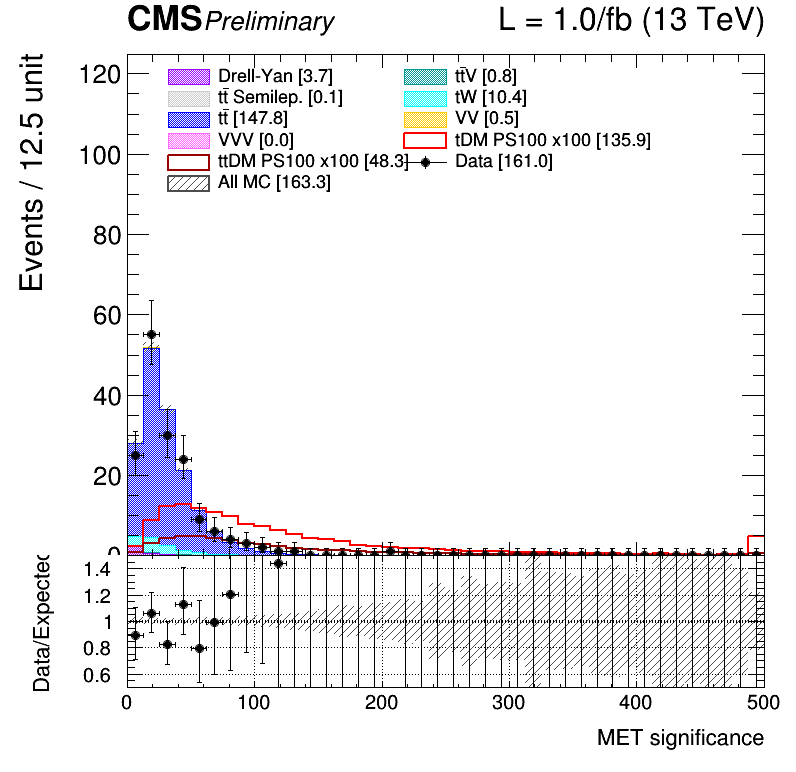 CMS Preliminary L = 1.0/fb (13 TeV)
Events / 12.5 unit
120
100
80
60
40
20
0
Drell-Yan [3.7] tt̄V [0.8]
tt̄ Semilep. [0.1] tW [10.4]
tt̄ [147.8] VV [0.5]
VVV [0.0] tDM PS100 x100 [135.9]
ttDM PS100 x100 [48.3] Data [161.0]
All MC [163.3]
Data/Expected
1.4
1.2
1
0.8
0.6
0 100 200 300 400 500
MET significance